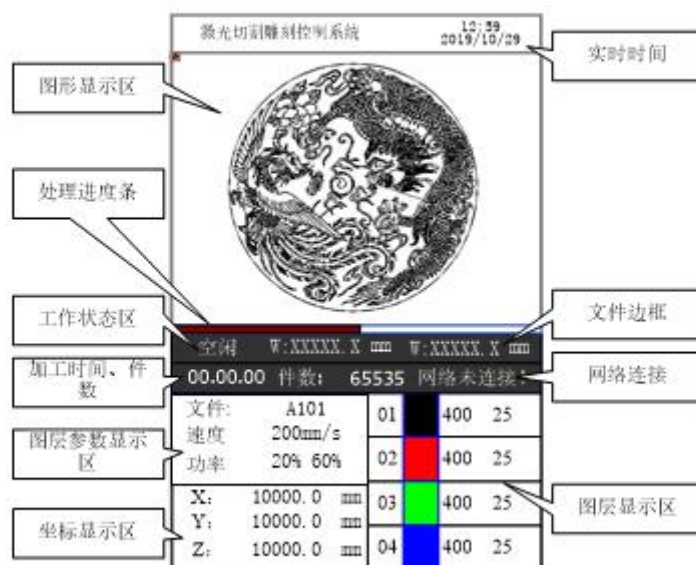 激光切割雕刻控制系统
12:39
2019/10/29
实时时间
图形显示区
处理进度条
工作状态区
文件边框
空闲 W:XXXXX.X mm W:XXXXX.X mm
加工时间、件
数
00.00.00 件数: 65535 网络未连接!
网络连接
文件: A101
速度 200mm/s
功率 20% 60%
图层参数显示
区
01 400 25
02 400 25
03 400 25
04 400 25
图层显示区
X: 10000.0 mm
Y: 10000.0 mm
Z: 10000.0 mm
坐标显示区